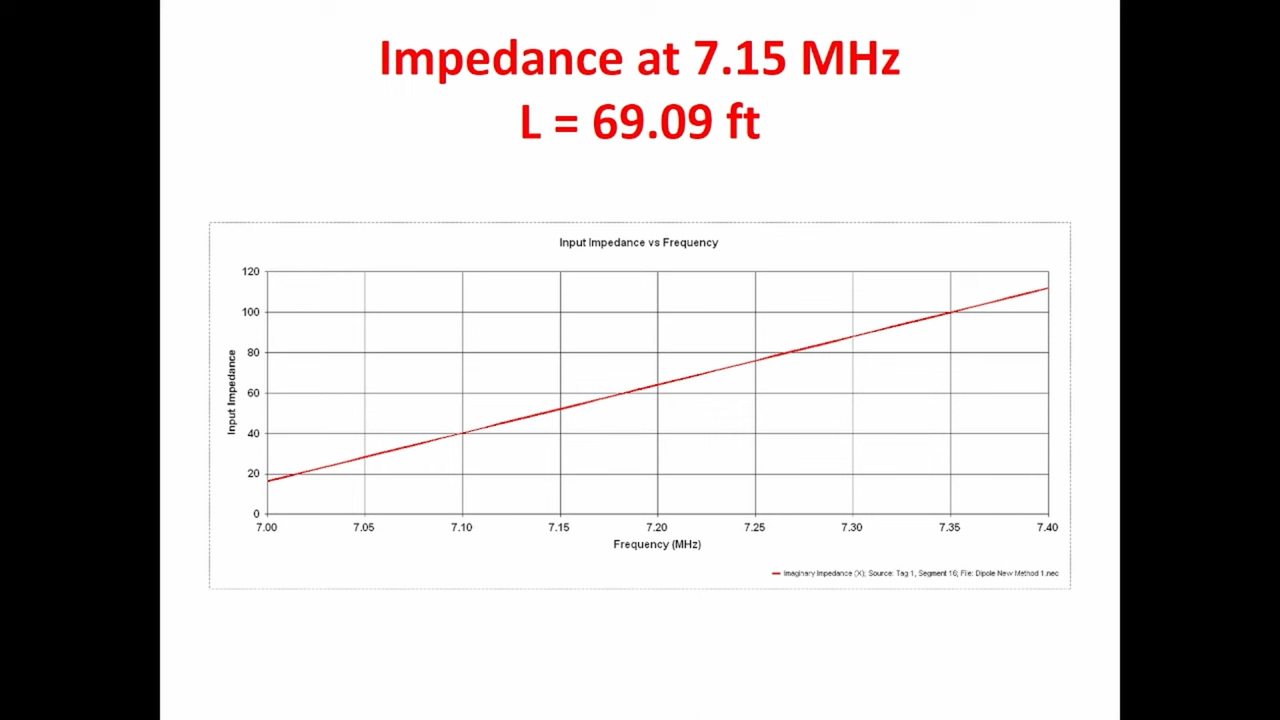 Impedance at 7.15 MHz
L = 69.09 ft
Input Impedance vs Frequency
120
100
80
60
40
20
0
Input Impedance
7.00 7.05 7.10 7.15 7.20 7.25 7.30 7.35 7.40
Frequency (MHz)
Imaginary Impedance (X); Source: Tag 1, Segment 16; File: Dipole New Method 1.nec